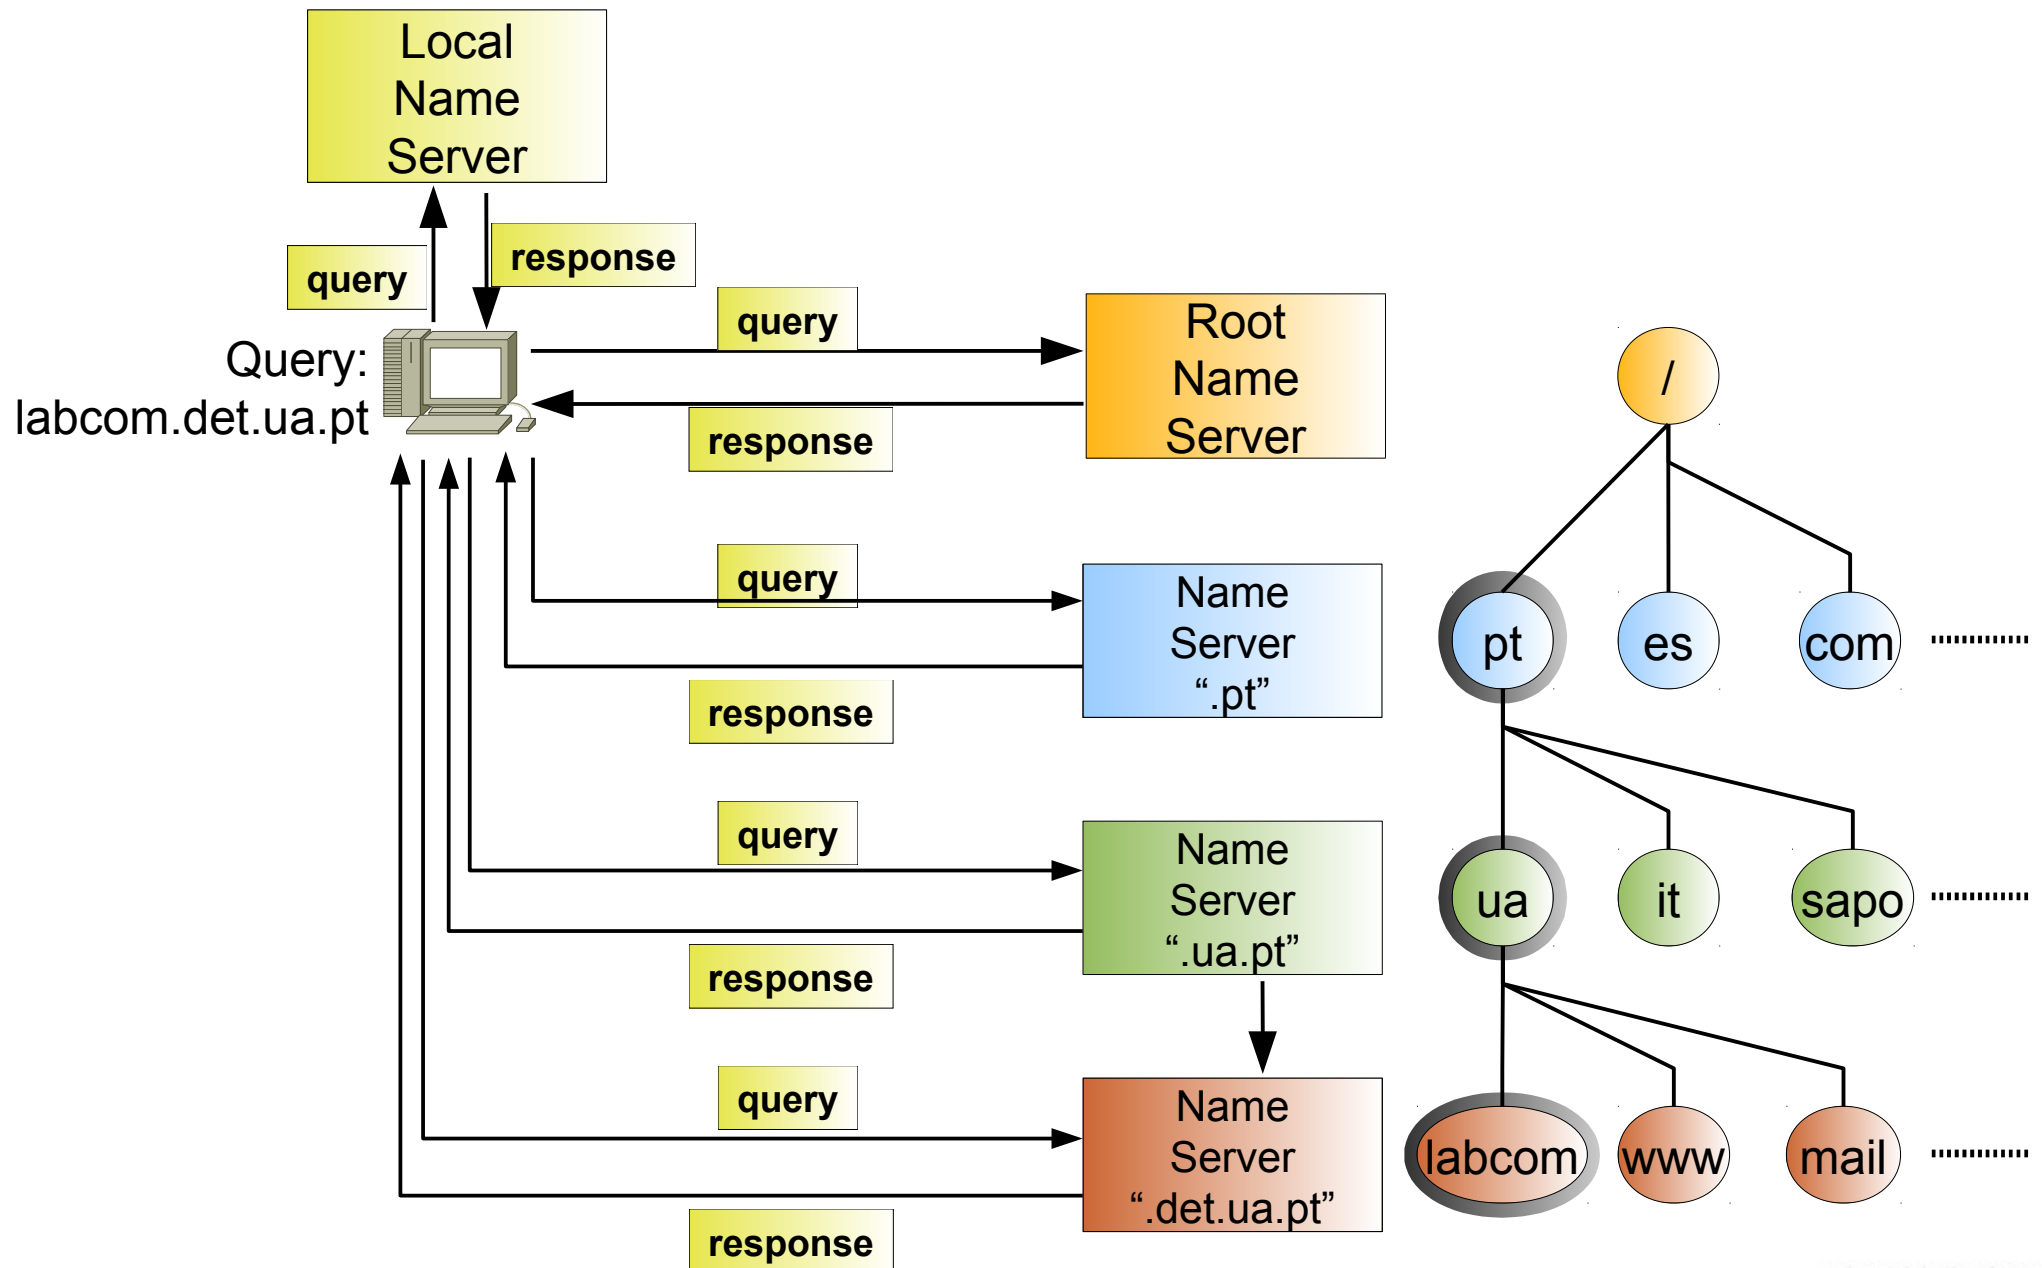 Local
Name
Server
query
response
Query:
labcom.det.ua.pt
query
response
Root
Name
Server
/
query
response
Name
Server
“.pt”
pt
es
com
query
response
Name
Server
“.ua.pt”
ua
it
sapo
query
response
Name
Server
“.det.ua.pt”
labcom
www
mail